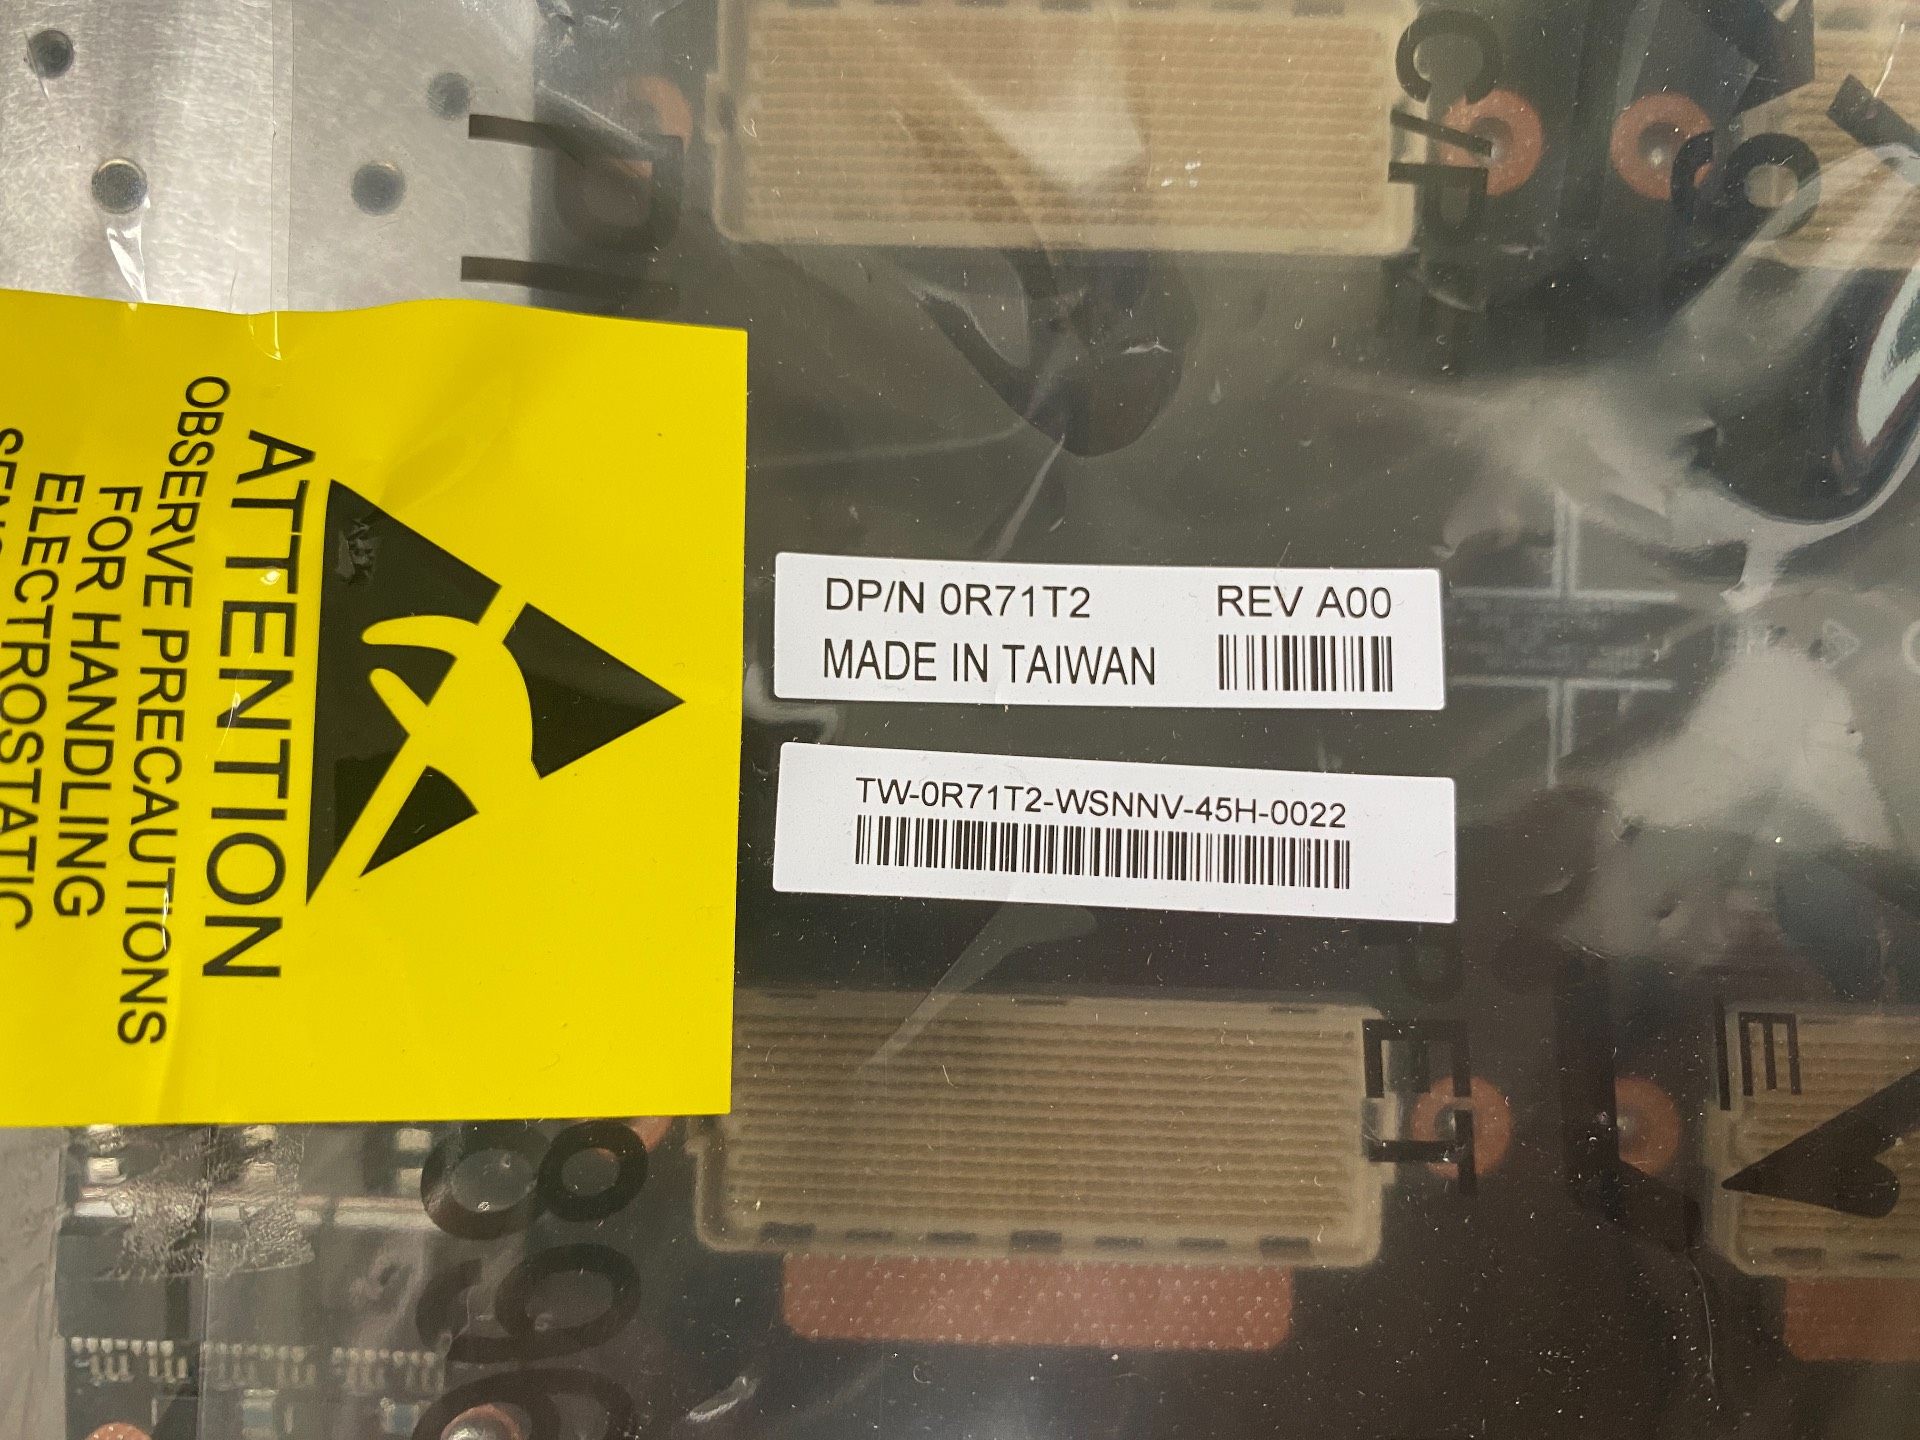 DP/N 0R71T2 REV A00
MADE IN TAIWAN
TW-0R71T2-WSNNV-45H-0022
ATTENTION
OBSERVE PRECAUTIONS
FOR HANDLING
ELECTROSTATIC